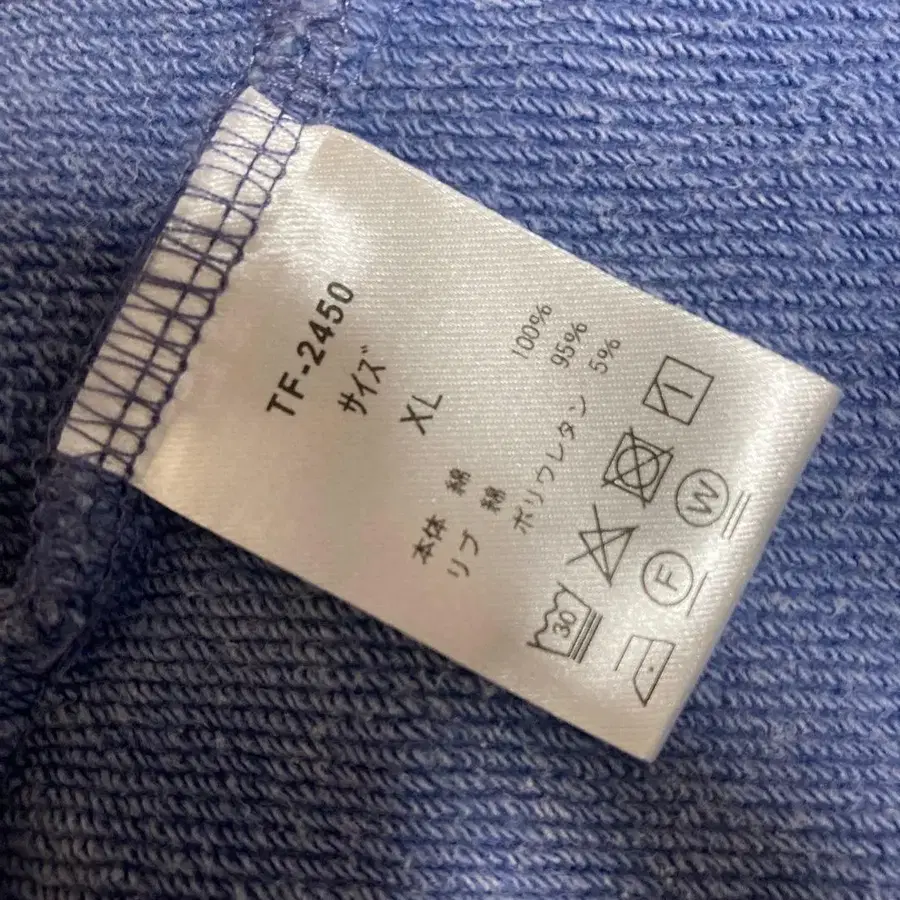 TF-2450
サイズ
XL
本体 綿 100%
リブ 綿 95%
ポリウレタン 5%
30
F
W